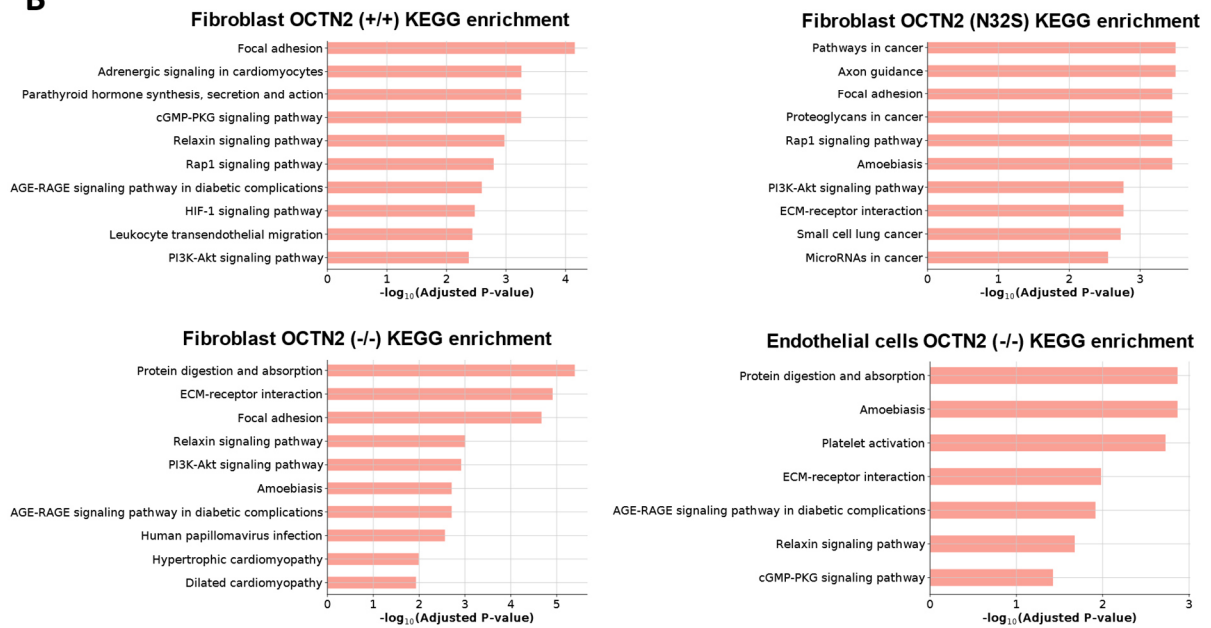 B
Fibroblast OCTN2 (+/+) KEGG enrichment
Focal adhesion
Adrenergic signaling in cardiomyocytes
Parathyroid hormone synthesis, secretion and action
cGMP-PKG signaling pathway
Relaxin signaling pathway
Rap1 signaling pathway
AGE-RAGE signaling pathway in diabetic complications
HIF-1 signaling pathway
Leukocyte transendothelial migration
PI3K-Akt signaling pathway
0 1 2 3 4
-log₁₀(Adjusted P-value)
Fibroblast OCTN2 (N32S) KEGG enrichment
Pathways in cancer
Axon guidance
Focal adhesion
Proteoglycans in cancer
Rap1 signaling pathway
Amoebiasis
PI3K-Akt signaling pathway
ECM-receptor interaction
Small cell lung cancer
MicroRNAs in cancer
0 1 2 3
-log₁₀(Adjusted P-value)
Fibroblast OCTN2 (-/-) KEGG enrichment
Protein digestion and absorption
ECM-receptor interaction
Focal adhesion
Relaxin signaling pathway
PI3K-Akt signaling pathway
Amoebiasis
AGE-RAGE signaling pathway in diabetic complications
Human papillomavirus infection
Hypertrophic cardiomyopathy
Dilated cardiomyopathy
0 1 2 3 4 5
-log₁₀(Adjusted P-value)
Endothelial cells OCTN2 (-/-) KEGG enrichment
Protein digestion and absorption
Amoebiasis
Platelet activation
ECM-receptor interaction
AGE-RAGE signaling pathway in diabetic complications
Relaxin signaling pathway
cGMP-PKG signaling pathway
0 1 2 3
-log₁₀(Adjusted P-value)